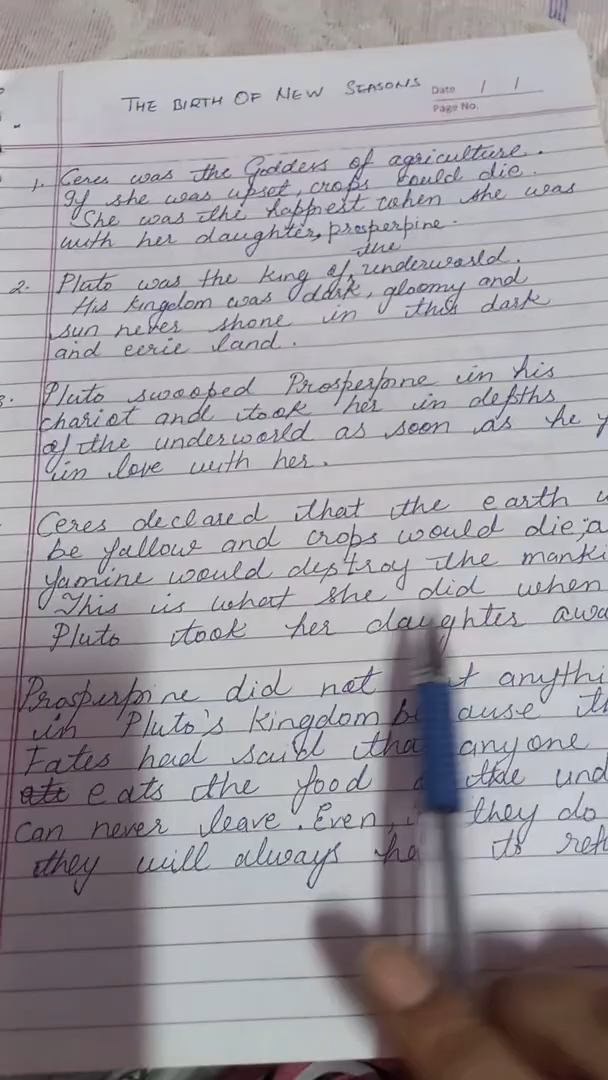 THE BIRTH OF NEW SEASONS
Date / /
Page No.
1. Ceres was the Goddess of agriculture.
If she was upset, crops could die.
She was the happiest when she was
with her daughter, prosperpine.
the
2. Pluto was the king of, underworld.
His kingdom was dark, gloomy and
sun never shone in this dark
and eerie land.
3. Pluto swooped Prosperpine in his
chariot and took her in depths
of the underworld as soon as he
in love with her.
Ceres declared that the earth
be fallow and crops would die;
famine would destroy the
This is what she did when
Pluto took her daughter
Prosperpine did not
in Pluto's kingdom
Fates had said anyone
eats the food the
can never leave. Even, they do
they will always to